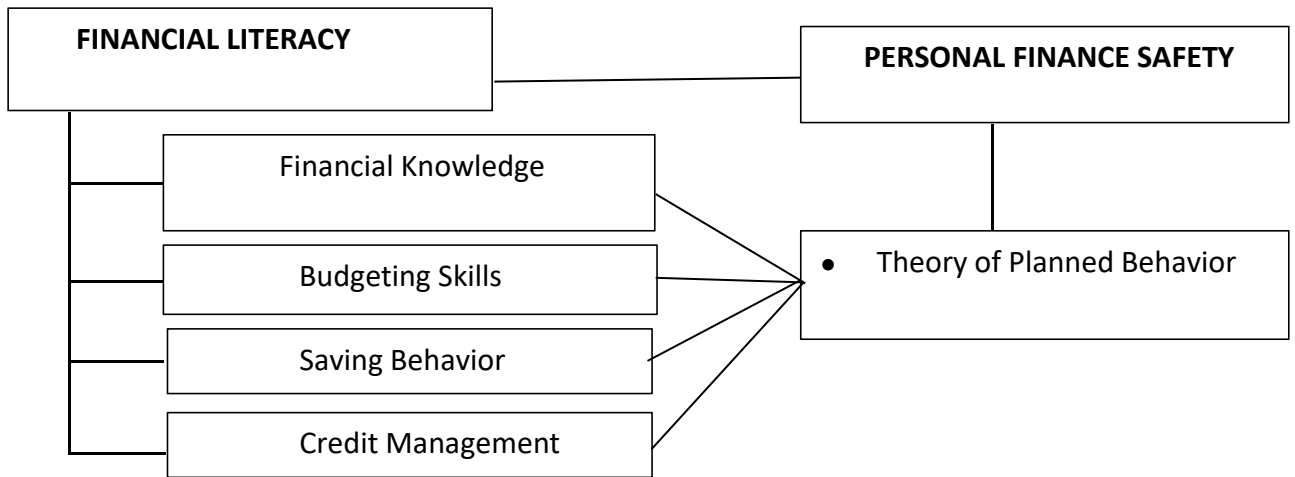 FINANCIAL LITERACY
PERSONAL FINANCE SAFETY
Financial Knowledge
Budgeting Skills
Saving Behavior
Credit Management
• Theory of Planned Behavior